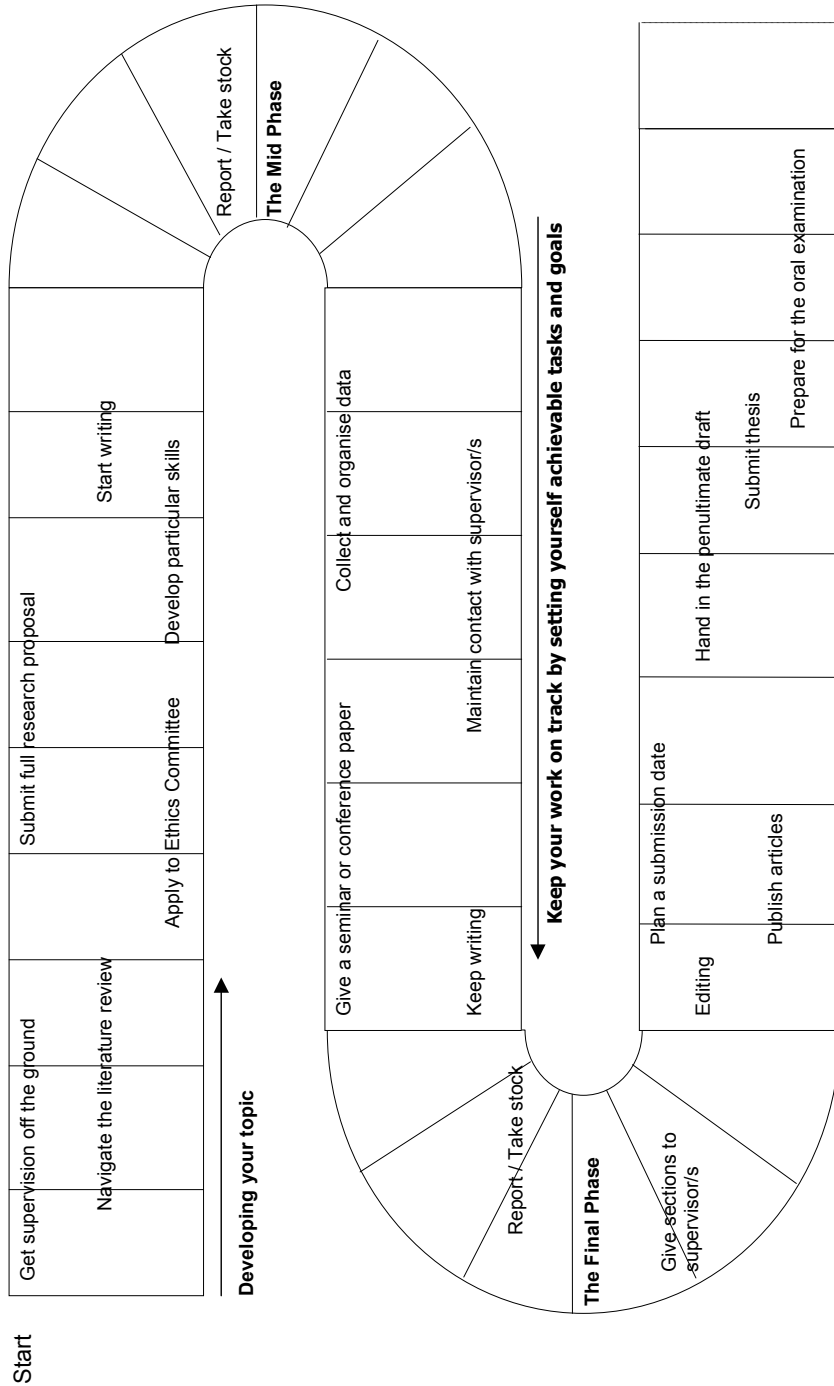 Start
Get supervision off the ground
Navigate the literature review
Submit full research proposal
Apply to Ethics Committee
Start writing
Develop particular skills
Developing your topic
Report / Take stock
The Mid Phase
Collect and organise data
Maintain contact with supervisor/s
Give a seminar or conference paper
Keep writing
Keep your work on track by setting yourself achievable tasks and goals
Report / Take stock
The Final Phase
Give sections to
supervisor/s
Editing
Plan a submission date
Publish articles
Hand in the penultimate draft
Submit thesis
Prepare for the oral examination